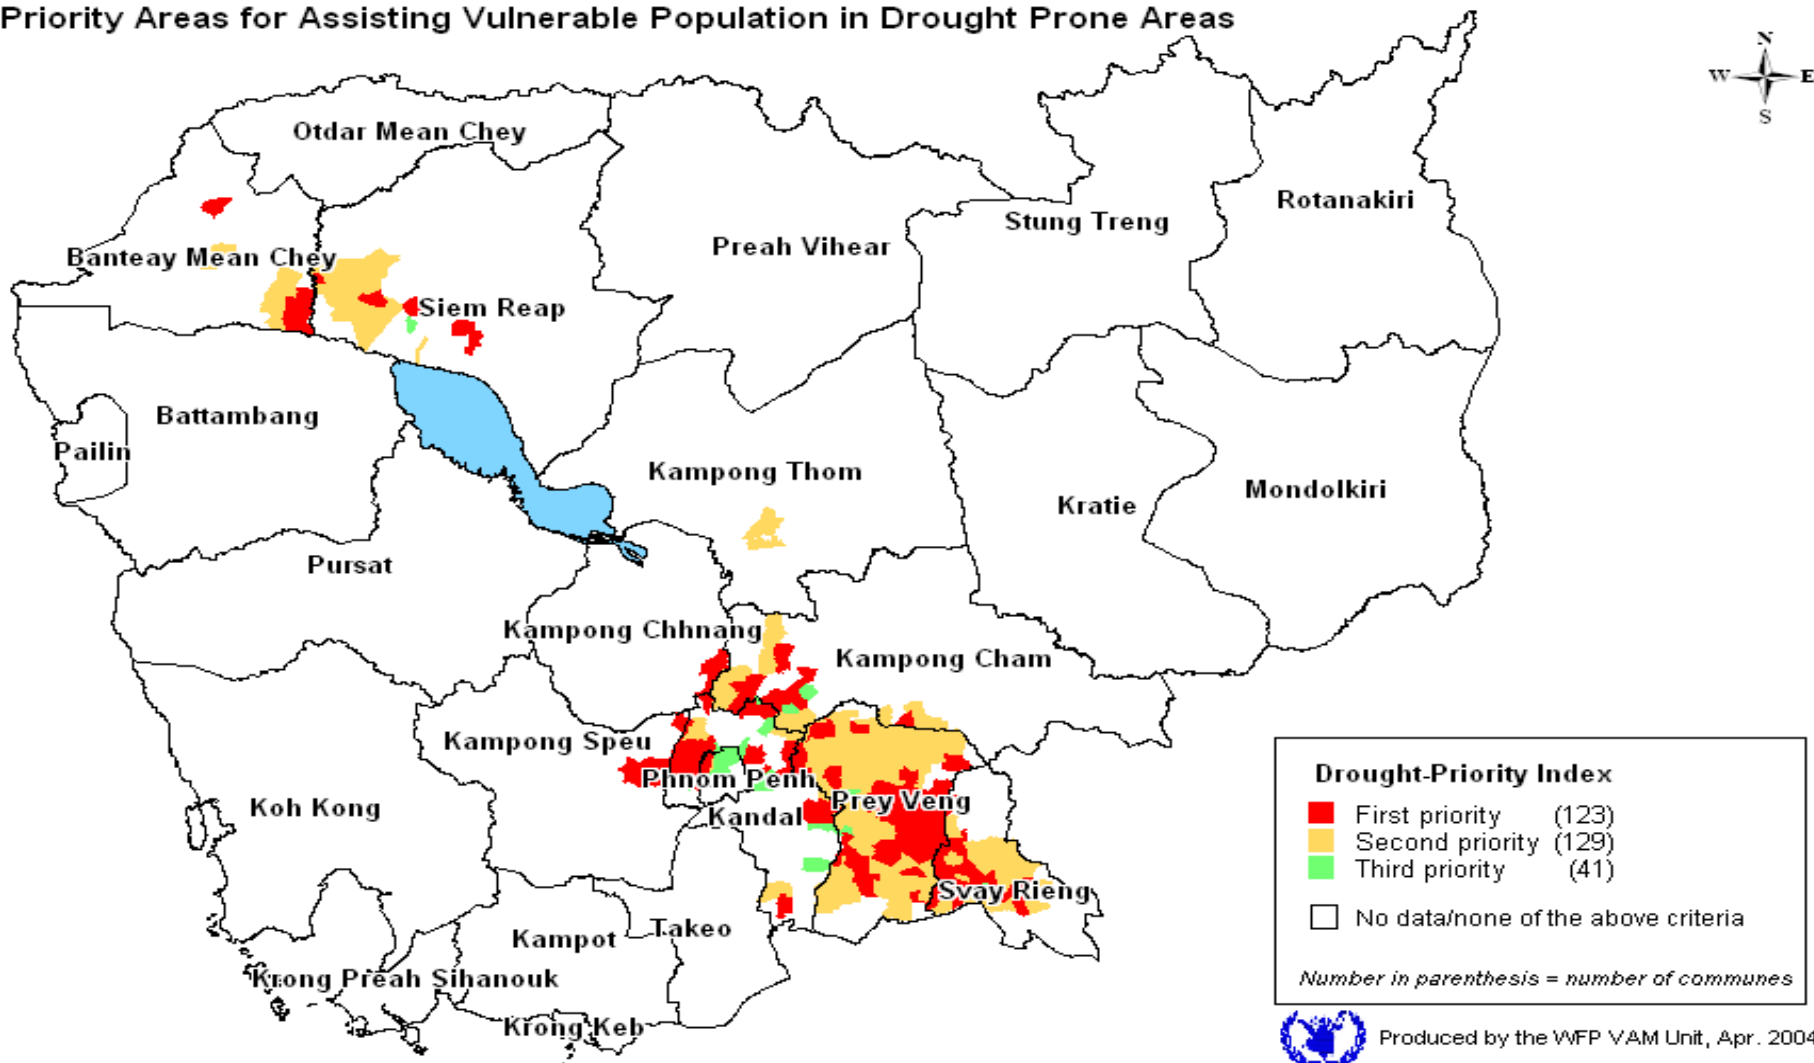 Priority Areas for Assisting Vulnerable Population in Drought Prone Areas
N
W E
S
Otdar Mean Chey
Rotanakiri
Stung Treng
Preah Vihear
Banteay Mean Chey
Siem Reap
Battambang
Pailin
Kampong Thom
Mondolkiri
Kratie
Pursat
Kampong Chhnang
Kampong Cham
Kampong Speu
Phnom Penh
Prey Veng
Koh Kong
Kandal
Svay Rieng
Takeo
Kampot
Krong Preah Sihanouk
Krong Keb
Drought-Priority Index
First priority (123)
Second priority (129)
Third priority (41)
No data/none of the above criteria
Number in parenthesis = number of communes
Produced by the WFP VAM Unit, Apr. 2004